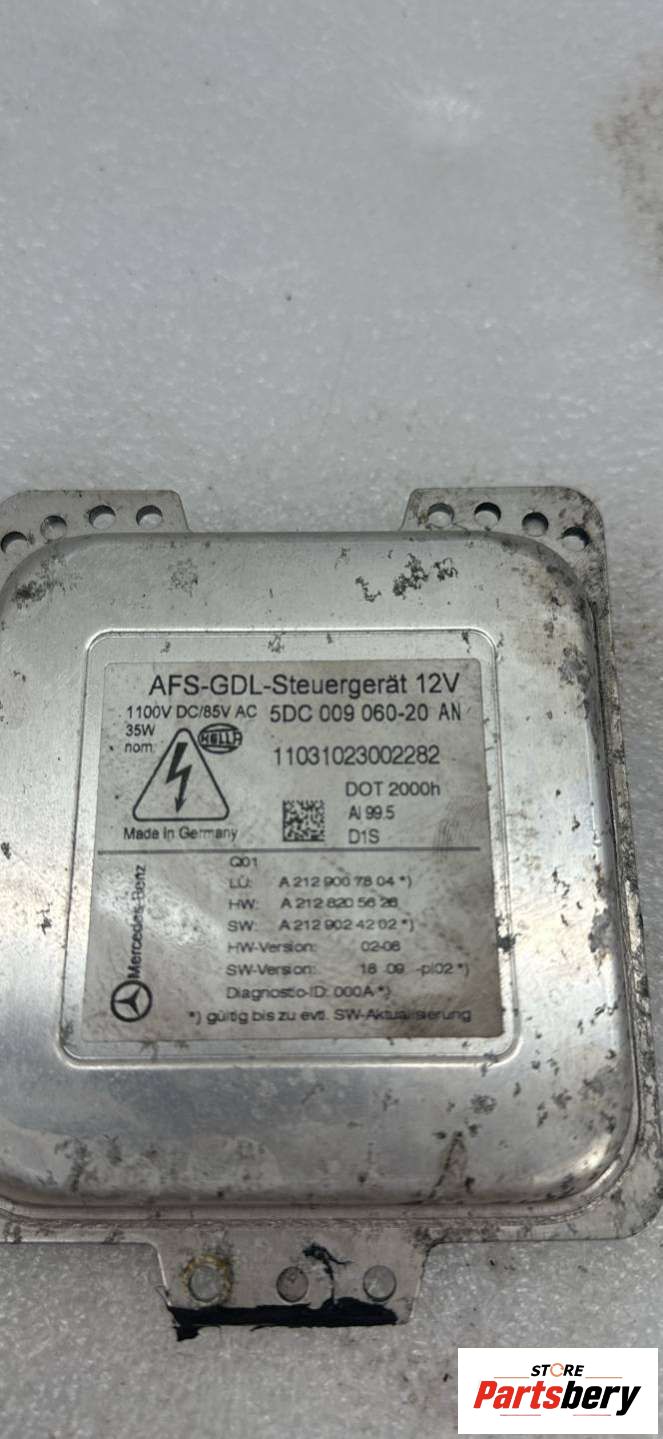 AFS-GDL-Steuergerät 12V
1100V DC/85V AC 5DC 009 060-20 AN
35W
nom.
HELLA
11031023002282
DOT 2000h
AI 99.5
D1S
Made in Germany
Mercedes-Benz
Q01
LÜ: A 212 900 78 04 *)
HW: A 212 820 56 26
SW: A 212 902 42 02 *)
HW-Version: 02-06
SW-Version: 18 09 -pl02 *)
Diagnostic-ID: 000A *)
*) gültig bis zu evtl. SW-Aktualisierung
STORE
Partsbery